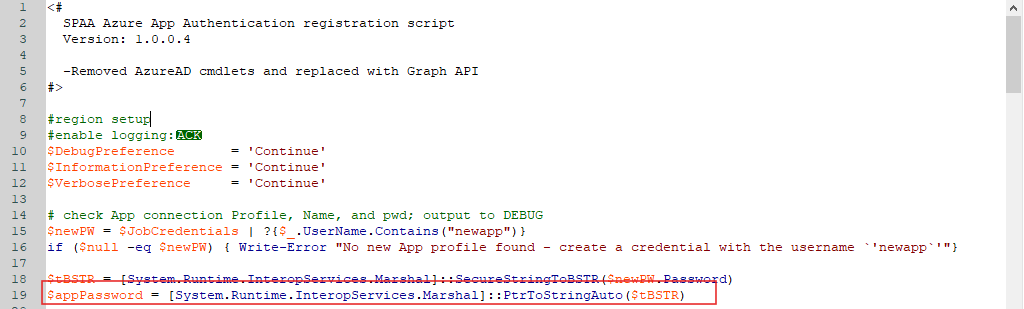 1 <#
2 SPAA Azure App Authentication registration script
3 Version: 1.0.0.4
4
5 -Removed AzureAD cmdlets and replaced with Graph API
6 #>
7
8 #region setup
9 #enable logging:ACK
10 $DebugPreference = 'Continue'
11 $InformationPreference = 'Continue'
12 $VerbosePreference = 'Continue'
13
14 # check App connection Profile, Name, and pwd; output to DEBUG
15 $newPW = $JobCredentials | ?{$_.UserName.Contains("newapp")}
16 if ($null -eq $newPW) { Write-Error "No new App profile found - create a credential with the username `'newapp`'"}
17
18 $tBSTR = [System.Runtime.InteropServices.Marshal]::SecureStringToBSTR($newPW.Password)
19 $appPassword = [System.Runtime.InteropServices.Marshal]::PtrToStringAuto($tBSTR)